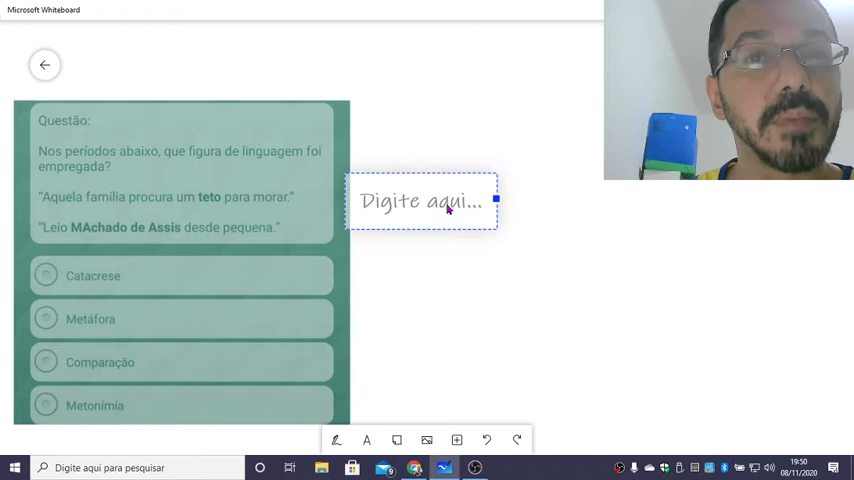 Microsoft Whiteboard
Questão:
Nos períodos abaixo, que figura de linguagem foi
empregada?
"Aquela família procura um teto para morar."
"Leio MAchado de Assis desde pequena."
Digite aqui...
Catacrese
Metáfora
Comparação
Metonímia
A
Digite aqui para pesquisar
9
19:50
08/11/2020